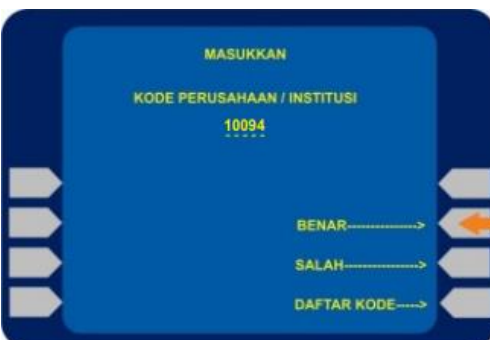 MASUKKAN
KODE PERUSAHAAN / INSTITUSI
10094
BENAR--------------->
SALAH---------------->
DAFTAR KODE----->